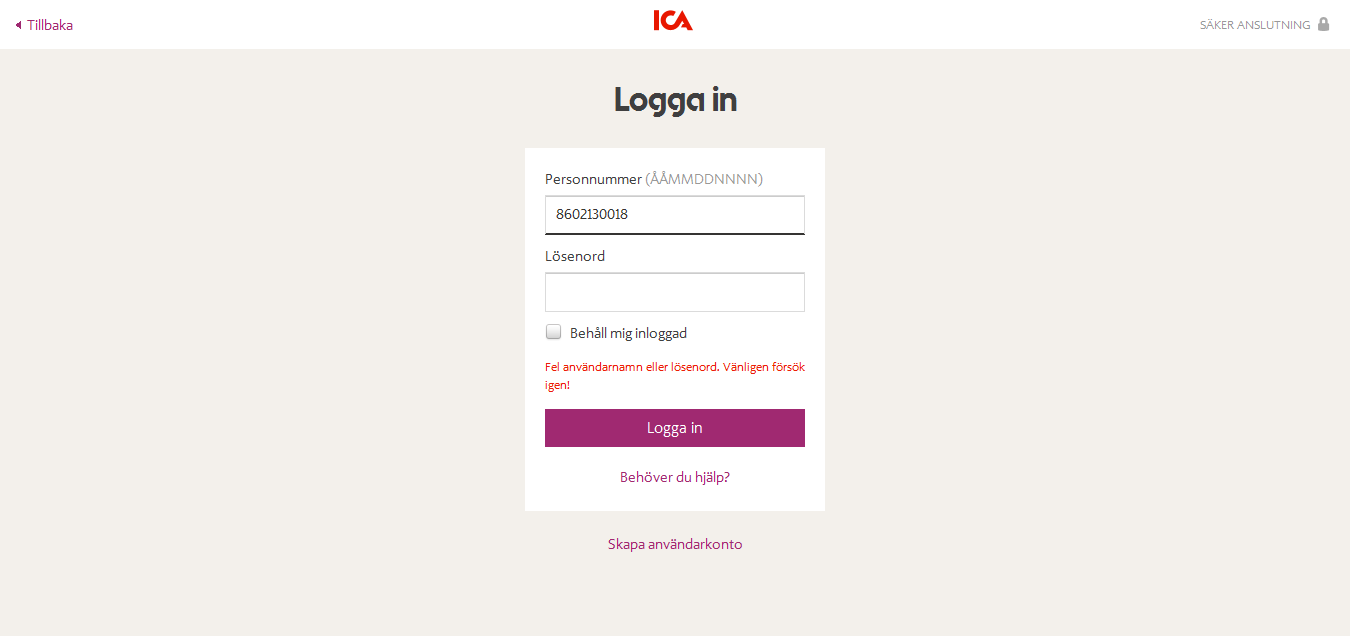 Tillbaka
ICA
SÄKER ANSLUTNING
Logga in
Personnummer (ÅÅMMDDNNNN)
8602130018
Lösenord
Behåll mig inloggad
Fel användarnamn eller lösenord. Vänligen försök
igen!
Logga in
Behöver du hjälp?
Skapa användarkonto